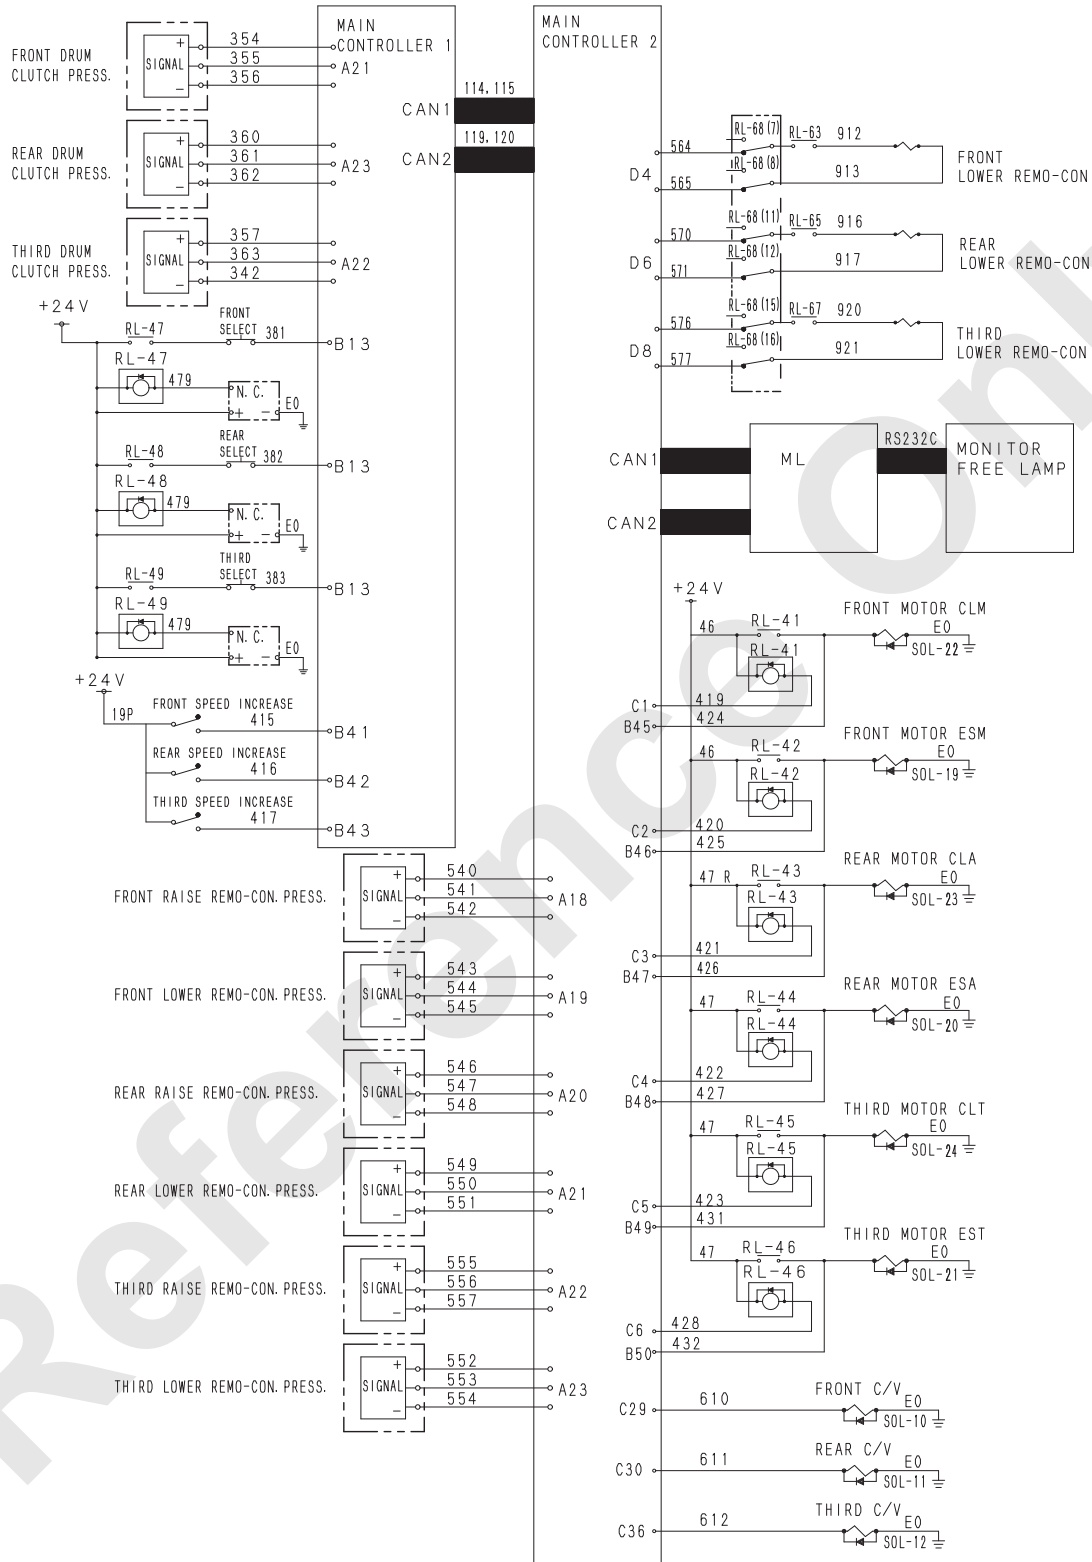 MAIN
CONTROLLER 1
MAIN
CONTROLLER 2
FRONT DRUM
CLUTCH PRESS.
+
SIGNAL
−
354
355
356
A21
REAR DRUM
CLUTCH PRESS.
+
SIGNAL
−
360
361
362
A23
THIRD DRUM
CLUTCH PRESS.
+
SIGNAL
−
357
363
342
A22
CAN1
114, 115
CAN2
119, 120
+24V
RL-47
FRONT
SELECT 381
B13
RL-47
479
N. C.
+ −
E0
RL-48
REAR
SELECT 382
B13
RL-48
479
N. C.
+ −
E0
RL-49
THIRD
SELECT 383
B13
RL-49
479
N. C.
+ −
E0
+24V
19P
FRONT SPEED INCREASE
415
B41
REAR SPEED INCREASE
416
B42
THIRD SPEED INCREASE
417
B43
FRONT RAISE REMO-CON. PRESS.
+
SIGNAL
−
540
541
542
A18
FRONT LOWER REMO-CON. PRESS.
+
SIGNAL
−
543
544
545
A19
REAR RAISE REMO-CON. PRESS.
+
SIGNAL
−
546
547
548
A20
REAR LOWER REMO-CON. PRESS.
+
SIGNAL
−
549
550
551
A21
THIRD RAISE REMO-CON. PRESS.
+
SIGNAL
−
555
556
557
A22
THIRD LOWER REMO-CON. PRESS.
+
SIGNAL
−
552
553
554
A23
D4
564
565
RL-68(7)
RL-68(8)
RL-63
912
913
FRONT
LOWER REMO-CON
D6
570
571
RL-68(11)
RL-68(12)
RL-65
916
917
REAR
LOWER REMO-CON
D8
576
577
RL-68(15)
RL-68(16)
RL-67
920
921
THIRD
LOWER REMO-CON
CAN1
CAN2
ML
RS232C
MONITOR
FREE LAMP
+24V
46
RL-41
RL-41
FRONT MOTOR CLM
E0
SOL-22
C1
419
B45
424
46
RL-42
RL-42
FRONT MOTOR ESM
E0
SOL-19
C2
420
B46
425
47 R
RL-43
RL-43
REAR MOTOR CLA
E0
SOL-23
C3
421
B47
426
47
RL-44
RL-44
REAR MOTOR ESA
E0
SOL-20
C4
422
B48
427
47
RL-45
RL-45
THIRD MOTOR CLT
E0
SOL-24
C5
423
B49
431
47
RL-46
RL-46
THIRD MOTOR EST
E0
SOL-21
C6
428
B50
432
C29
610
FRONT C/V
E0
SOL-10
C30
611
REAR C/V
E0
SOL-11
C36
612
THIRD C/V
E0
SOL-12
Reference Onl